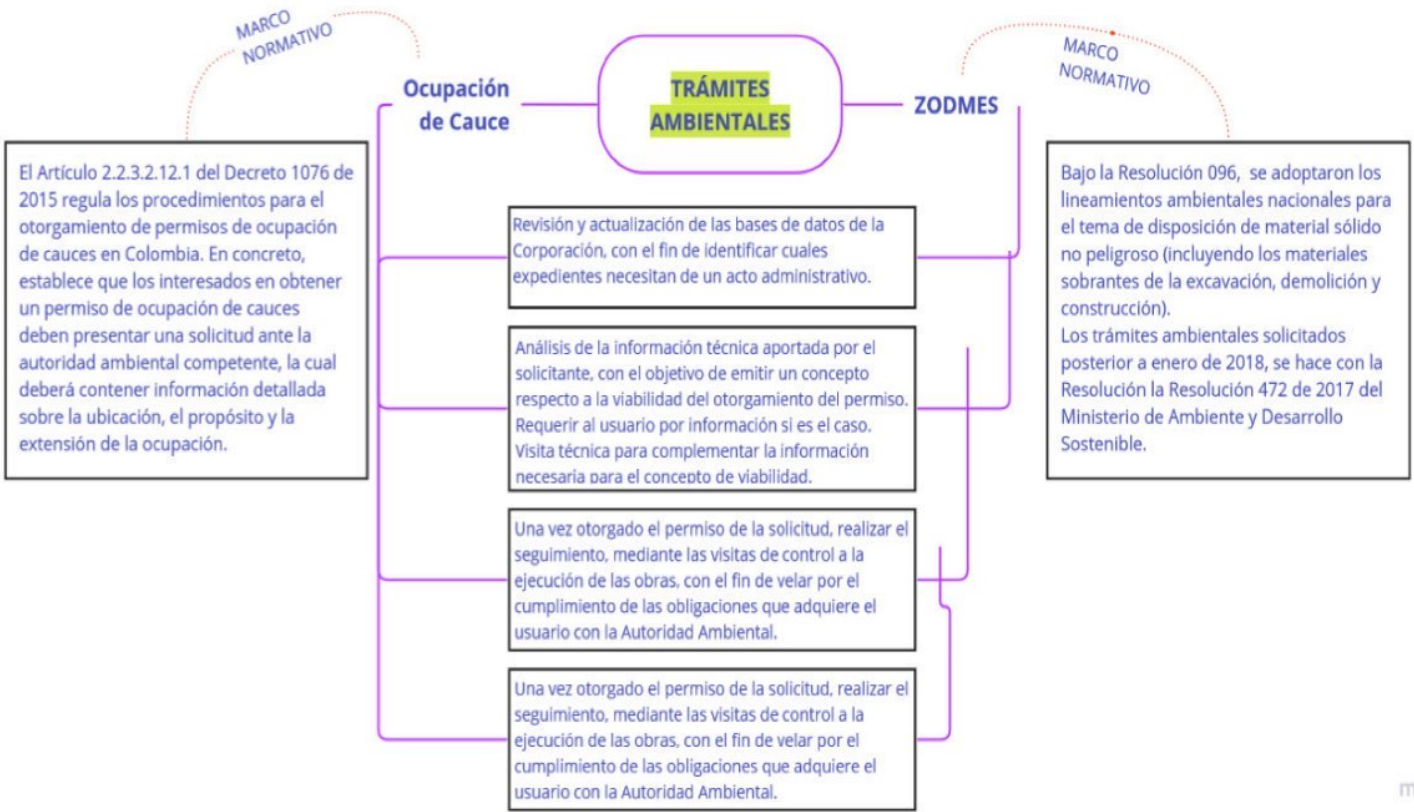 MARCO
NORMATIVO
Ocupación
de Cauce
TRÁMITES
AMBIENTALES
ZODMES
MARCO
NORMATIVO
El Artículo 2.2.3.2.12.1 del Decreto 1076 de
2015 regula los procedimientos para el
otorgamiento de permisos de ocupación
de cauces en Colombia. En concreto,
establece que los interesados en obtener
un permiso de ocupación de cauces
deben presentar una solicitud ante la
autoridad ambiental competente, la cual
deberá contener información detallada
sobre la ubicación, el propósito y la
extensión de la ocupación.
Revisión y actualización de las bases de datos de la
Corporación, con el fin de identificar cuales
expedientes necesitan de un acto administrativo.
Análisis de la información técnica aportada por el
solicitante, con el objetivo de emitir un concepto
respecto a la viabilidad del otorgamiento del permiso.
Requerir al usuario por información si es el caso.
Visita técnica para complementar la información
necesaria para el concepto de viabilidad.
Una vez otorgado el permiso de la solicitud, realizar el
seguimiento, mediante las visitas de control a la
ejecución de las obras, con el fin de velar por el
cumplimiento de las obligaciones que adquiere el
usuario con la Autoridad Ambiental.
Una vez otorgado el permiso de la solicitud, realizar el
seguimiento, mediante las visitas de control a la
ejecución de las obras, con el fin de velar por el
cumplimiento de las obligaciones que adquiere el
usuario con la Autoridad Ambiental.
Bajo la Resolución 096, se adoptaron los
lineamientos ambientales nacionales para
el tema de disposición de material sólido
no peligroso (incluyendo los materiales
sobrantes de la excavación, demolición y
construcción).
Los trámites ambientales solicitados
posterior a enero de 2018, se hace con la
Resolución la Resolución 472 de 2017 del
Ministerio de Ambiente y Desarrollo
Sostenible.
m